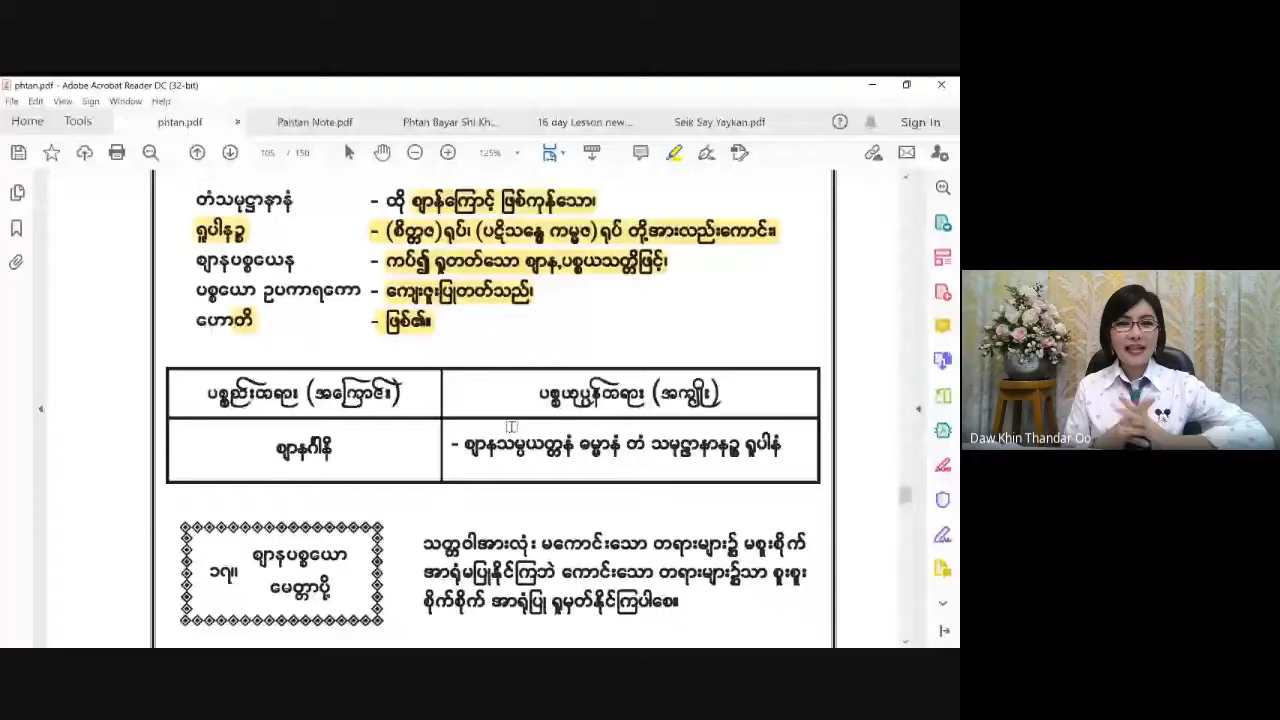 phtan.pdf - Adobe Acrobat Reader DC (32-bit)
File Edit View Sign Window Help
Home Tools phtan.pdf × Pahtan Note.pdf Phtan Bayar Shi Kh... 16 day Lesson new... Seik Say Yaykan.pdf Sign In
105 / 150 125%
တံသမုဋ္ဌာနာနံ - ထို ဈာန်ကြောင့် ဖြစ်ကုန်သော၊
ရူပါနဉ္စ - (စိတ္တဇ)ရုပ်၊ (ပဋိသန္ဓေ ကမ္မဇ)ရုပ် တို့အားလည်းကောင်း။
ဈာနပစ္စယေန - ကပ်၍ ရှုတတ်သော ဈာန,ပစ္စယသတ္တိဖြင့်၊
ပစ္စယော ဥပကာရကော - ကျေးဇူးပြုတတ်သည်၊
ဟောတိ - ဖြစ်၏။
ပစ္စည်းတရား (အကြောင်း) ပစ္စယုပ္ပန်တရား (အကျိုး)
ဈာနင်္ဂါနိ - ဈာနသမ္ပယုတ္တနံ ဓမ္မာနံ တံ သမုဋ္ဌာနာနဉ္စ ရူပါနံ
၁၇။ ဈာနပစ္စယော မေတ္တာပို့
သတ္တဝါအားလုံး မကောင်းသော တရားများ၌ မစူးစိုက်
အာရုံမပြုနိုင်ကြဘဲ ကောင်းသော တရားများ၌သာ စူးစူး
စိုက်စိုက် အာရုံပြု ရှုမှတ်နိုင်ကြပါစေ။
Daw Khin Thandar Oo